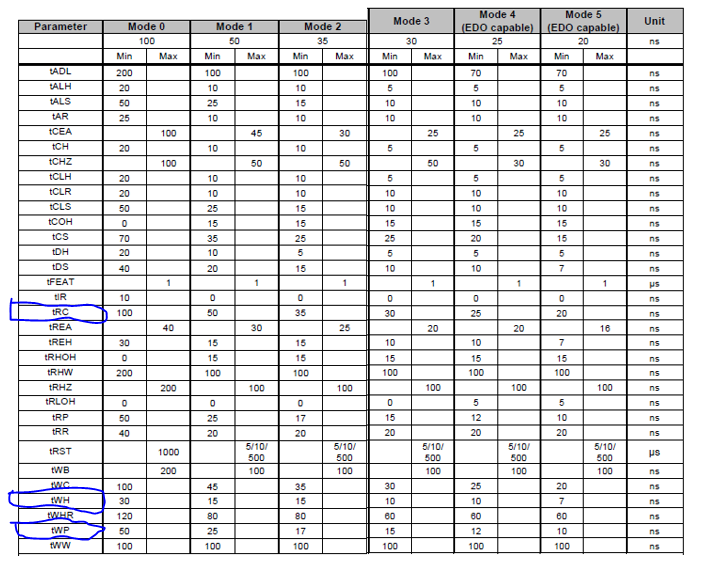 Parameter Mode 0 Mode 1 Mode 2 Mode 3 Mode 4 (EDO capable) Mode 5 (EDO capable) Unit
100 50 35 30 25 20 ns
Min Max Min Max Min Max Min Max Min Max Min Max
tADL 200 100 100 100 70 70 ns
tALH 20 10 10 5 5 5 ns
tALS 50 25 15 10 10 10 ns
tAR 25 10 10 10 10 10 ns
tCEA 100 45 30 25 25 25 ns
tCH 20 10 10 5 5 5 ns
tCHZ 100 50 50 50 30 30 ns
tCLH 20 10 10 5 5 5 ns
tCLR 20 10 10 10 10 10 ns
tCLS 50 25 15 10 10 10 ns
tCOH 0 15 15 15 15 15 ns
tCS 70 35 25 25 20 15 ns
tDH 20 10 5 5 5 5 ns
tDS 40 20 15 10 10 7 ns
tFEAT 1 1 1 1 1 1 µs
tIR 10 0 0 0 0 0 ns
tRC 100 50 35 30 25 20 ns
tREA 40 30 25 20 20 16 ns
tREH 30 15 15 10 10 7 ns
tRHOH 0 15 15 15 15 15 ns
tRHW 200 100 100 100 100 100 ns
tRHZ 200 100 100 100 100 100 ns
tRLOH 0 0 0 0 5 5 ns
tRP 50 25 17 15 12 10 ns
tRR 40 20 20 20 20 20 ns
tRST 1000 5/10/500 5/10/500 5/10/500 5/10/500 5/10/500 µs
tWB 200 100 100 100 100 100 ns
tWC 100 45 35 30 25 20 ns
tWH 30 15 15 10 10 7 ns
tWHR 120 80 80 60 60 60 ns
tWP 50 25 17 15 12 10 ns
tWW 100 100 100 100 100 100 ns